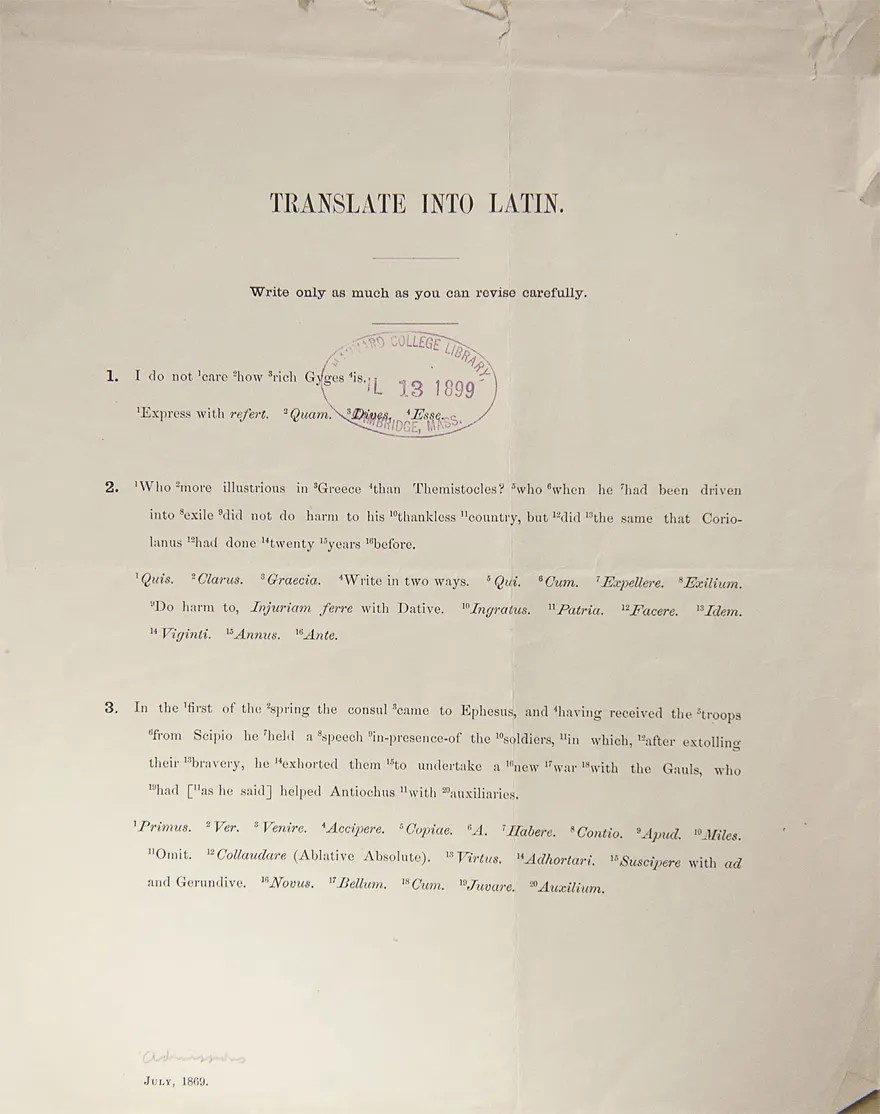 TRANSLATE INTO LATIN.
Write only as much as you can revise carefully.
HARVARD COLLEGE LIBRARY
13 1899
CAMBRIDGE, MASS.
1. I do not ¹care ²how ³rich Gyges ⁴is.
¹Express with refert. ²Quam. ³Dives. ⁴Esse.
2. ¹Who ²more illustrious in ³Greece ⁴than Themistocles? ⁵who ⁶when he ⁷had been driven
into ⁸exile ⁹did not do harm to his ¹⁰thankless ¹¹country, but ¹²did ¹³the same that Corio-
lanus ¹²had done ¹⁴twenty ¹⁵years ¹⁶before.
¹Quis. ²Clarus. ³Graecia. ⁴Write in two ways. ⁵Qui. ⁶Cum. ⁷Expellere. ⁸Exilium.
⁹Do harm to, Injuriam ferre with Dative. ¹⁰Ingratus. ¹¹Patria. ¹²Facere. ¹³Idem.
¹⁴Viginti. ¹⁵Annus. ¹⁶Ante.
3. In the ¹first of the ²spring the consul ³came to Ephesus, and ⁴having received the ⁵troops
⁶from Scipio he ⁷held a ⁸speech ⁹in-presence-of the ¹⁰soldiers, ¹¹in which, ¹²after extolling
their ¹³bravery, he ¹⁴exhorted them ¹⁵to undertake a ¹⁶new ¹⁷war ¹⁸with the Gauls, who
¹⁹had [¹¹as he said] helped Antiochus ¹¹with ²⁰auxiliaries.
¹Primus. ²Ver. ³Venire. ⁴Accipere. ⁵Copiae. ⁶A. ⁷Habere. ⁸Contio. ⁹Apud. ¹⁰Miles.
¹¹Omit. ¹²Collaudare (Ablative Absolute). ¹³Virtus. ¹⁴Adhortari. ¹⁵Suscipere with ad
and Gerundive. ¹⁶Novus. ¹⁷Bellum. ¹⁸Cum. ¹⁹Juvare. ²⁰Auxilium.
JULY, 1869.